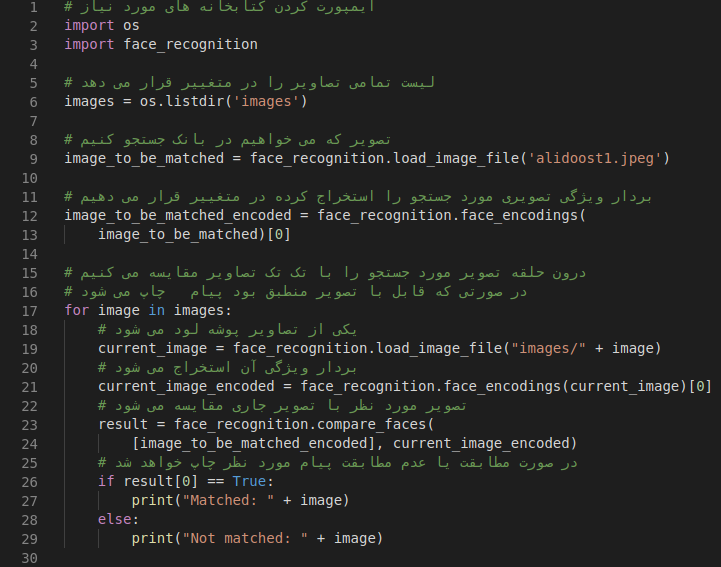 1 # ایمپورت کردن کتابخانه های مورد نیاز
2 import os
3 import face_recognition
4
5 # لیست تمامی تصاویر را در متغییر قرار می دهد
6 images = os.listdir('images')
7
8 # تصویر که می خواهیم در بانک جستجو کنیم
9 image_to_be_matched = face_recognition.load_image_file('alidoost1.jpeg')
10
11 # بردار ویژگی تصویری مورد جستجو را استخراج کرده در متغییر قرار می دهیم
12 image_to_be_matched_encoded = face_recognition.face_encodings(
13     image_to_be_matched)[0]
14
15 # درون حلقه تصویر مورد جستجو را با تک تک تصاویر مقایسه می کنیم
16 # در صورتی که قابل با تصویر منطبق بود پیام   چاپ می شود
17 for image in images:
18     # یکی از تصاویر پوشه لود می شود
19     current_image = face_recognition.load_image_file("images/" + image)
20     # بردار ویژگی آن استخراج می شود
21     current_image_encoded = face_recognition.face_encodings(current_image)[0]
22     # تصویر مورد نظر با تصویر جاری مقایسه می شود
23     result = face_recognition.compare_faces(
24         [image_to_be_matched_encoded], current_image_encoded)
25     # در صورت مطابقت یا عدم مطابقت پیام مورد نظر چاپ خواهد شد
26     if result[0] == True:
27         print("Matched: " + image)
28     else:
29         print("Not matched: " + image)
30